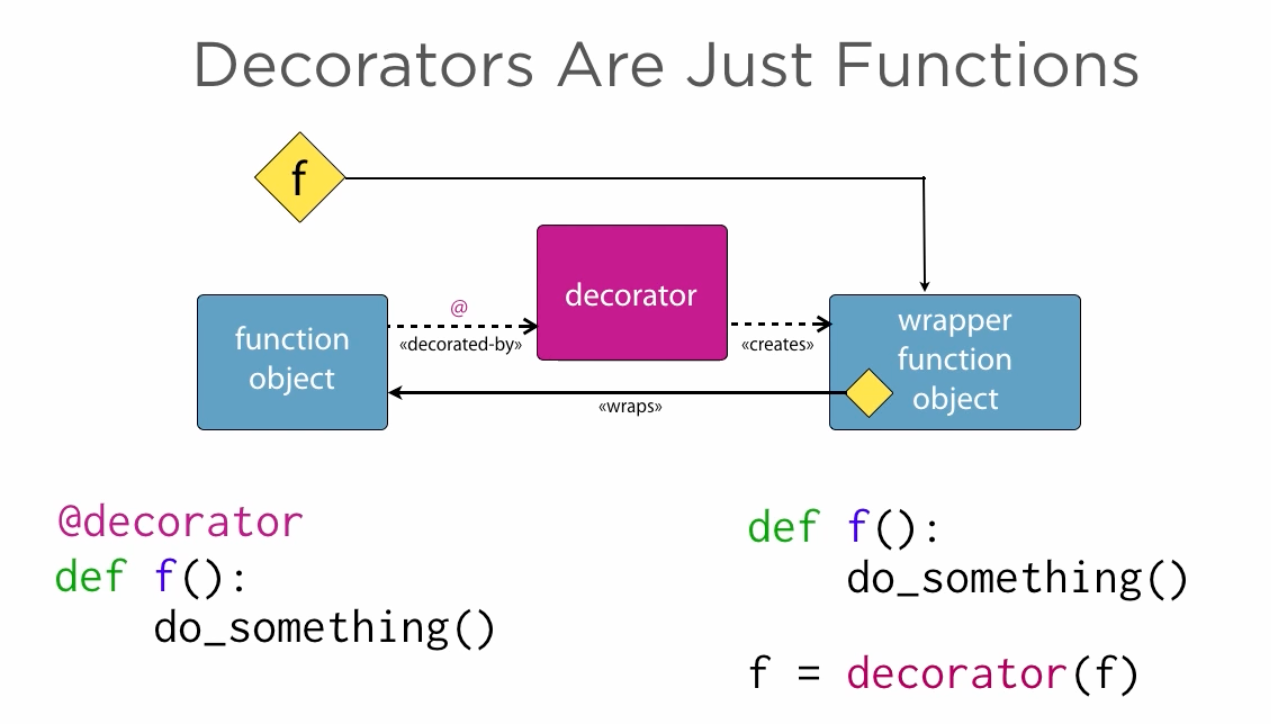 Decorators Are Just Functions
f
decorator
@
function
object
«decorated-by»
«creates»
wrapper
function
object
«wraps»
@decorator
def f():
    do_something()
def f():
    do_something()
f = decorator(f)